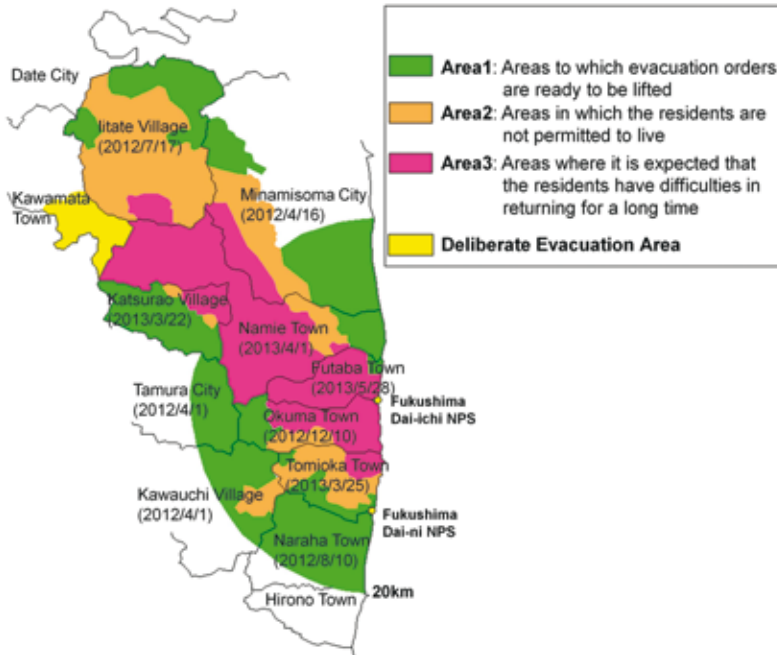 Area1: Areas to which evacuation orders
are ready to be lifted
Area2: Areas in which the residents are
not permitted to live
Area3: Areas where it is expected that
the residents have difficulties in
returning for a long time
Deliberate Evacuation Area
Date City
Iitate Village
(2012/7/17)
Minamisoma City
(2012/4/16)
Kawamata
Town
Katsurao Village
(2013/3/22)
Namie Town
(2013/4/1)
Futaba Town
(2013/5/28)
Fukushima
Dai-ichi NPS
Tamura City
(2012/4/1)
Okuma Town
(2012/12/10)
Tomioka Town
(2013/3/25)
Kawauchi Village
(2012/4/1)
Fukushima
Dai-ni NPS
Naraha Town
(2012/8/10)
20km
Hirono Town